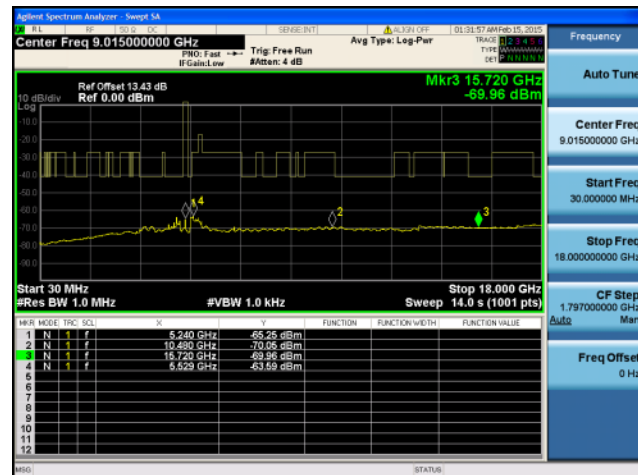 Agilent Spectrum Analyzer - Swept SA
RL RF 50 Ω DC SENSE:INT ALIGN OFF 01:31:57 AM Feb 15, 2015
Center Freq 9.015000000 GHz
PNO: Fast
IFGain:Low
Trig: Free Run
#Atten: 4 dB
Avg Type: Log-Pwr
TRACE 1 2 3 4 5
TYPE
DET P N N N N N
Mkr3 15.720 GHz
-69.96 dBm
Ref Offset 13.43 dB
10 dB/div Ref 0.00 dBm
Log
-10.0
-20.0
-30.0
-40.0
-50.0
-60.0
-70.0
-80.0
-90.0
4
2
3
Start 30 MHz Stop 18.000 GHz
#Res BW 1.0 MHz #VBW 1.0 kHz Sweep 14.0 s (1001 pts)
MKR MODE TRC SCL X Y FUNCTION FUNCTION WIDTH FUNCTION VALUE
1 N 1 f 5.240 GHz -65.25 dBm
2 N 1 f 10.480 GHz -70.05 dBm
3 N 1 f 15.720 GHz -69.96 dBm
4 N 1 f 5.529 GHz -63.59 dBm
5
6
7
8
9
10
11
12
MSG STATUS
Frequency
Auto Tune
Center Freq
9.015000000 GHz
Start Freq
30.000000 MHz
Stop Freq
18.000000000 GHz
CF Step
1.797000000 GHz
Auto Man
Freq Offset
0 Hz